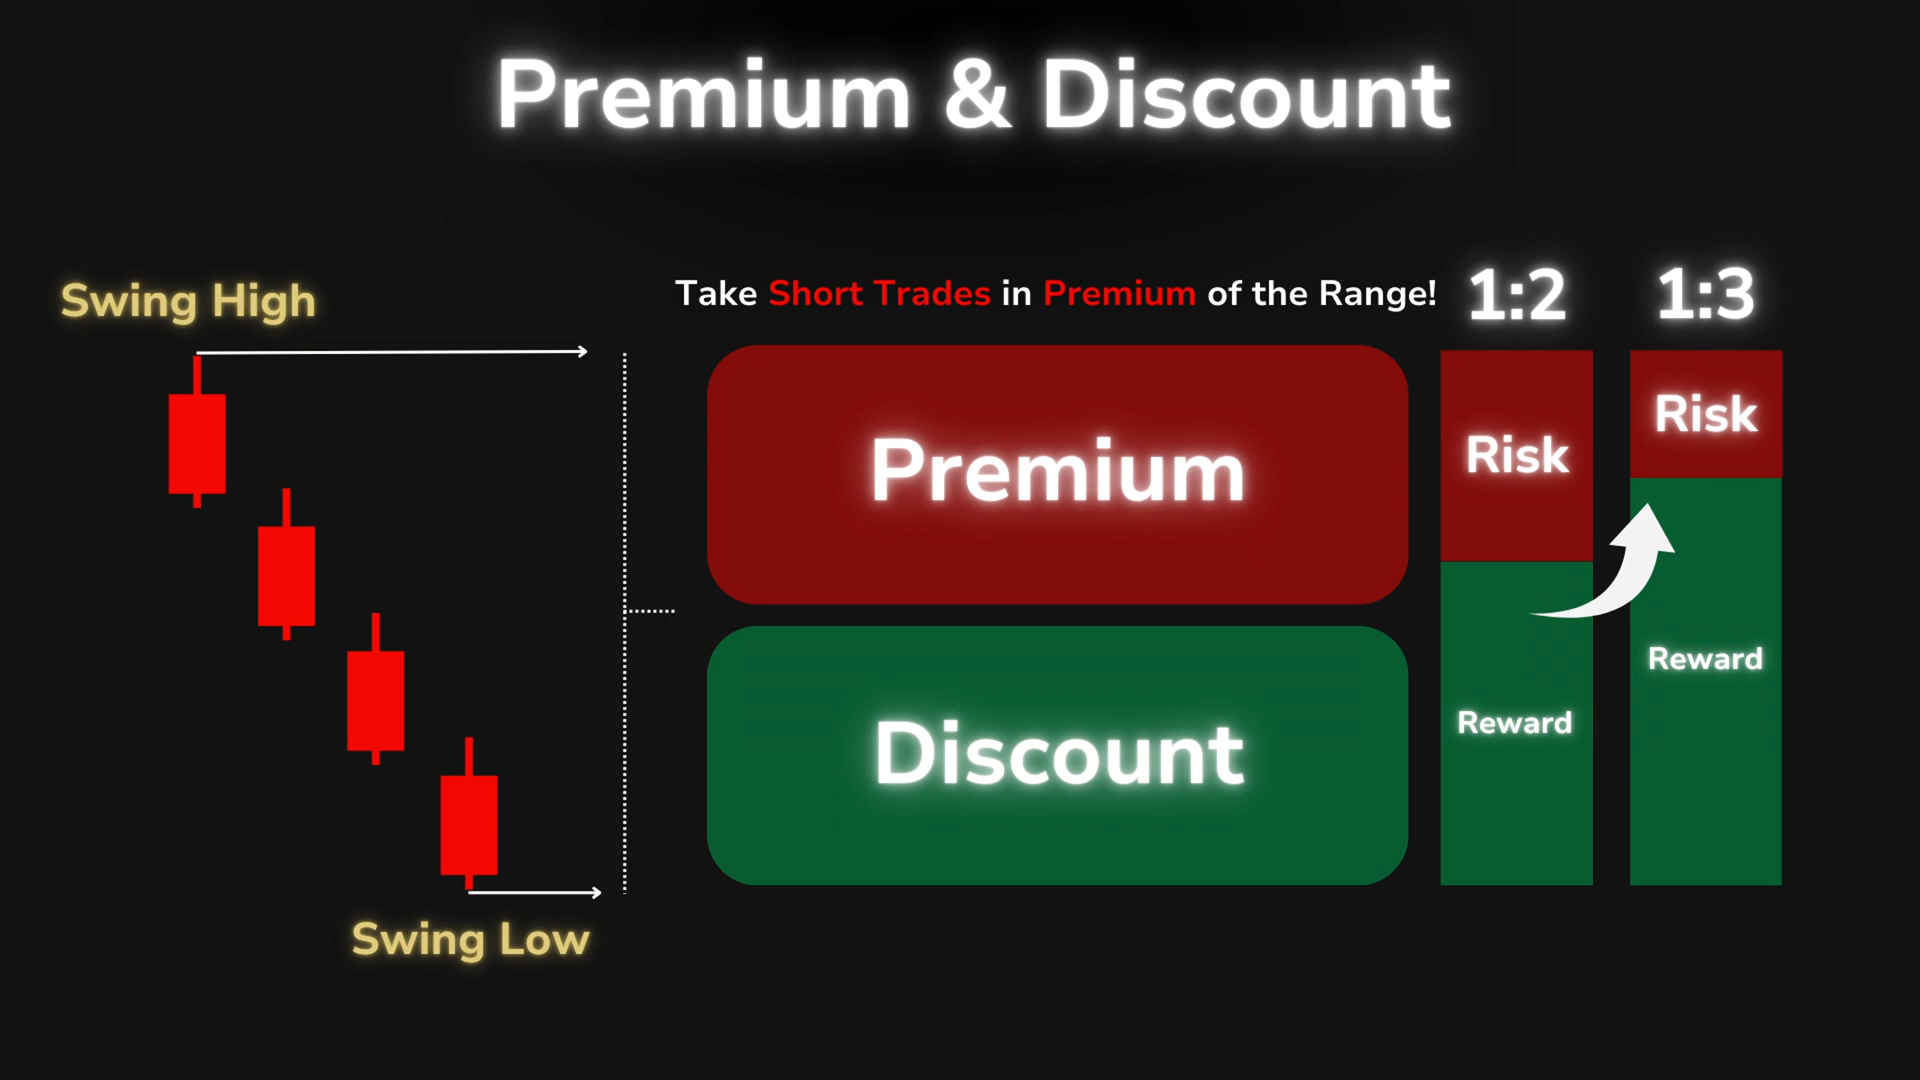 Premium & Discount
Swing High
Take Short Trades in Premium of the Range!
1:2
1:3
Premium
Risk
Risk
Discount
Reward
Reward
Swing Low